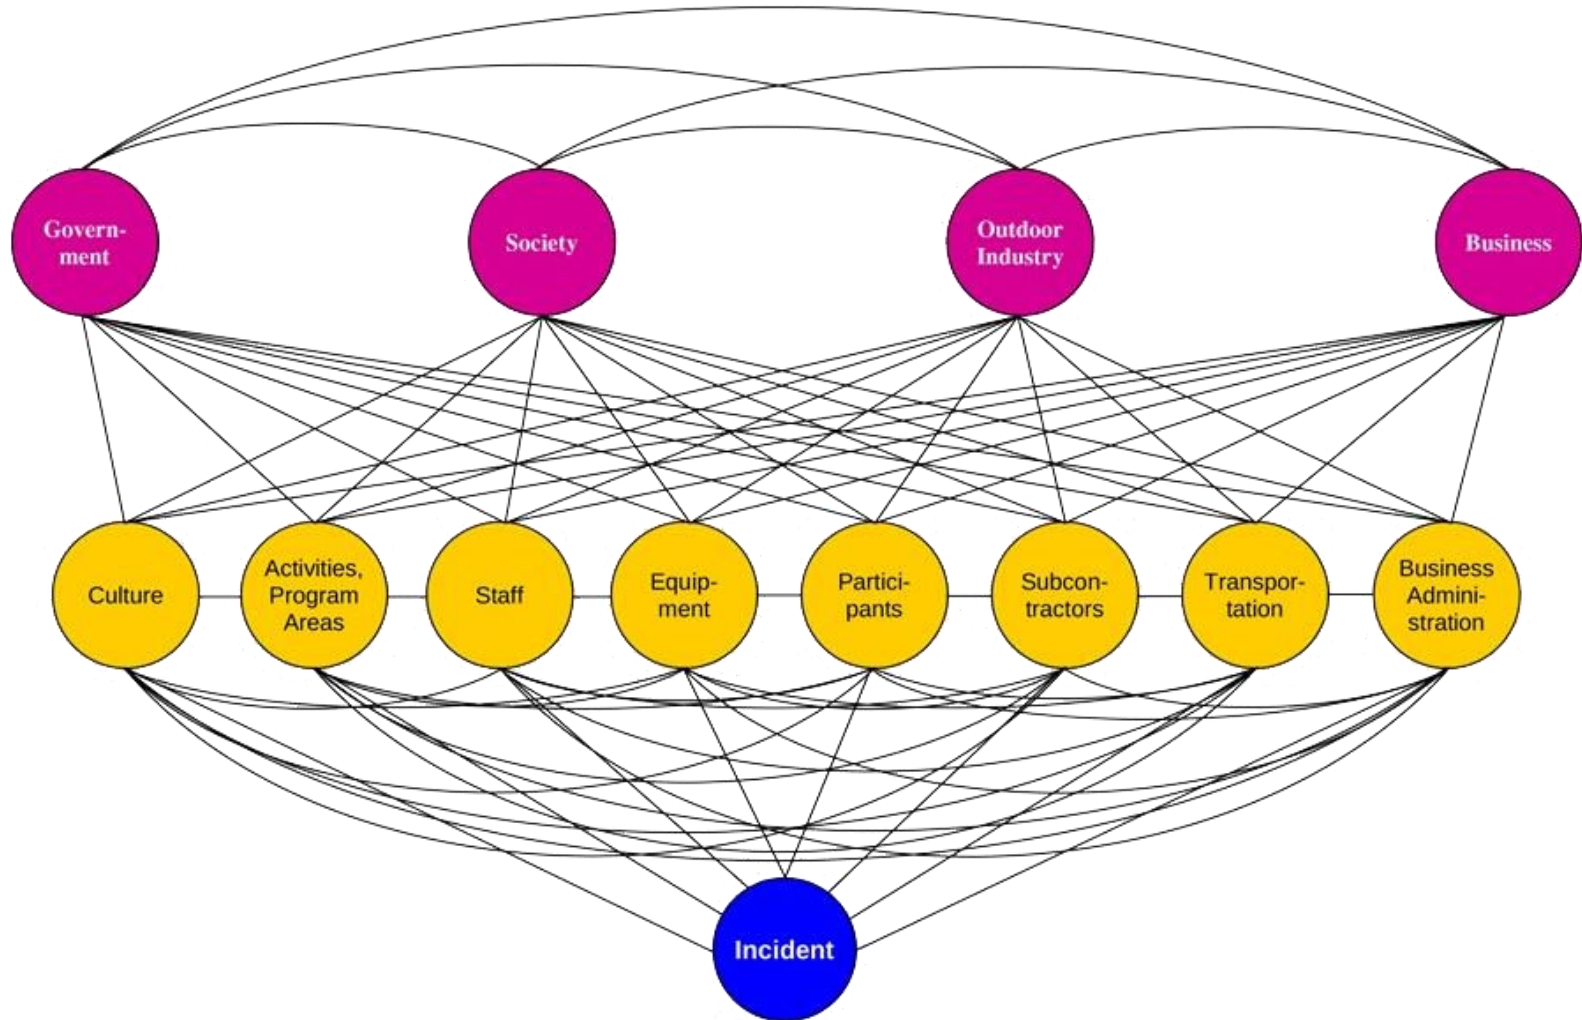 Govern-
ment
Society
Outdoor
Industry
Business
Culture
Activities,
Program
Areas
Staff
Equip-
ment
Partici-
pants
Subcon-
tractors
Transpor-
tation
Business
Admini-
stration
Incident